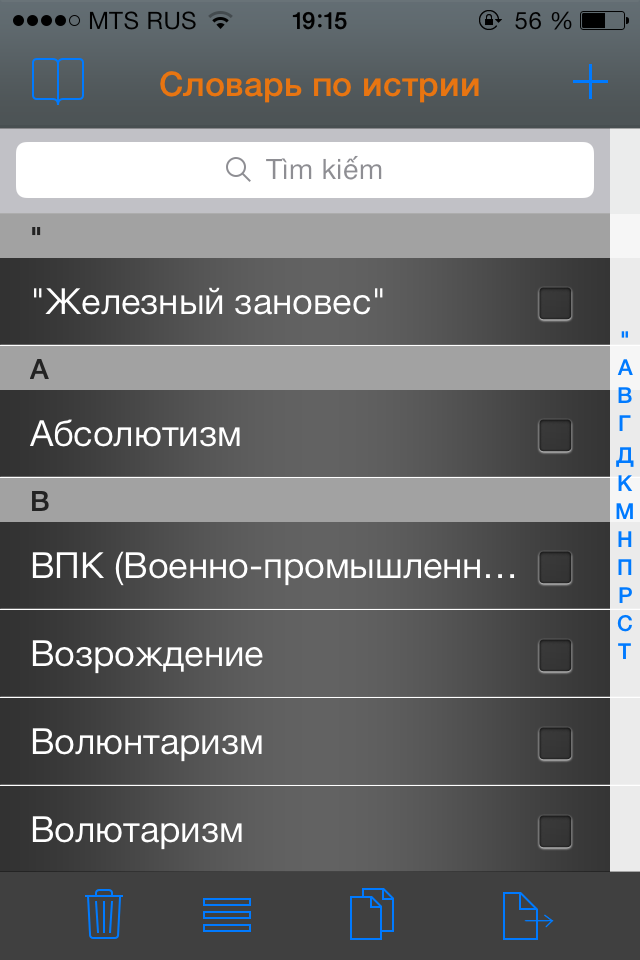 MTS RUS 19:15 56 %
Словарь по истрии
Tìm kiếm
"
"Железный зановес"
А
Абсолютизм
В
ВПК (Военно-промышленн...
Возрождение
Волюнтаризм
Волютаризм
"
А
В
Г
Д
К
М
Н
П
Р
С
Т